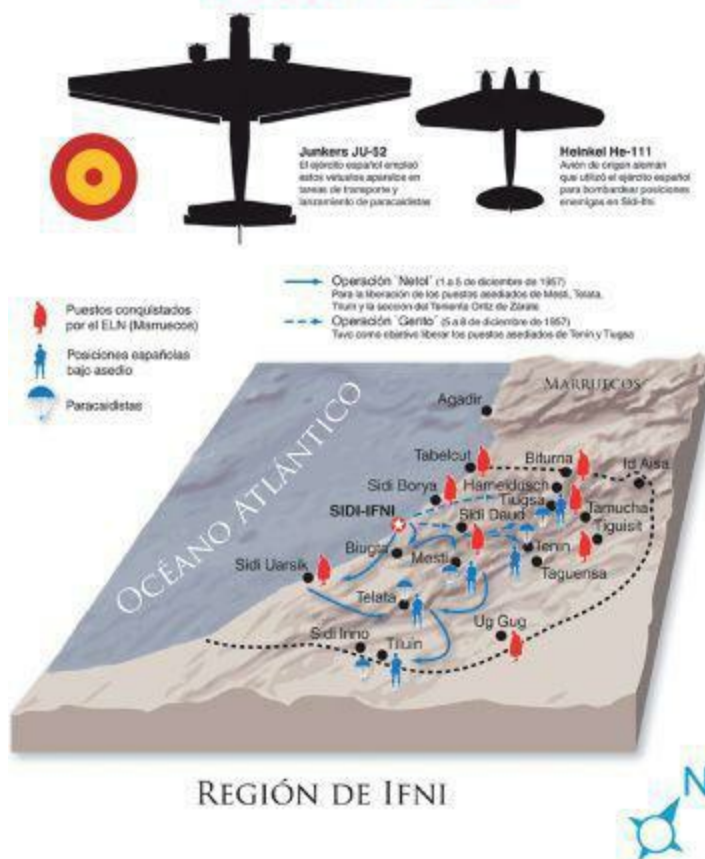 Junkers JU-52
El ejército español empleó
estos virtuales aparatos en
tareas de transporte y
lanzamiento de paracaidistas
Heinkel He-111
Avión de origen alemán
que utilizó el ejército español
para bombardear posiciones
enemigas en Sidi-Ifni
Operación "Netol" (1 a 5 de diciembre de 1957)
Para la liberación de los puestos asediados de Mesti, Telata,
Tiluin y la sección del Teniente Ortiz de Zárate
Operación "Gento" (5 a 8 de diciembre de 1957)
Tuvo como objetivo liberar los puestos asediados de Tenin y Tiugsa
Puestos conquistados
por el ELN (Marruecos)
Posiciones españolas
bajo asedio
Paracaidistas
MARRUECOS
OCÉANO ATLÁNTICO
Agadir
Tabelcut
Biturna
Id Aisa
Sidi Borya
Hameidusch
Tiugsa
SIDI-IFNI
Sidi Daud
Tamucha
Tiguisit
Biugta
Mesti
Tenin
Taguensa
Sidi Uarsik
Telata
Ug Gug
Sidi Inno
Tiluin
REGIÓN DE IFNI
N